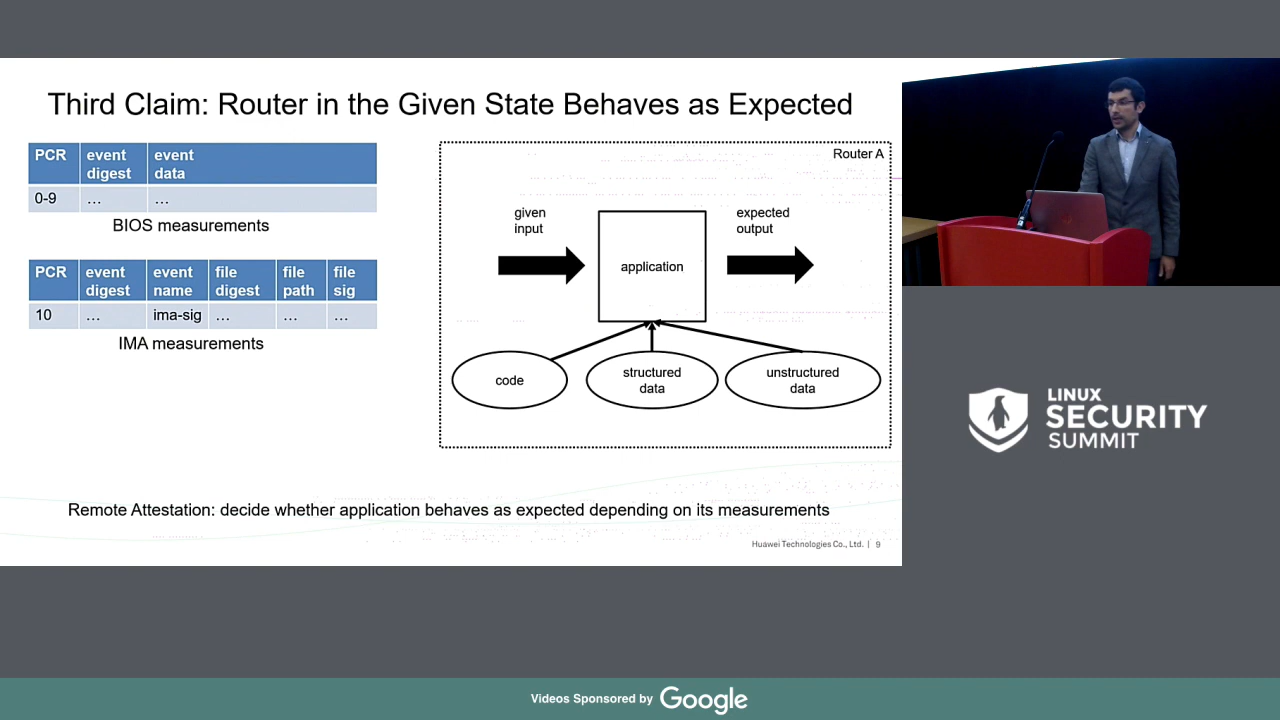 Third Claim: Router in the Given State Behaves as Expected
PCR event digest event data
0-9 ... ...
BIOS measurements
PCR event digest event name file digest file path file sig
10 ... ima-sig ... ... ...
IMA measurements
Router A
given input
application
expected output
code
structured data
unstructured data
Remote Attestation: decide whether application behaves as expected depending on its measurements
Huawei Technologies Co., Ltd. | 9
LINUX
SECURITY
SUMMIT
Videos Sponsored by Google